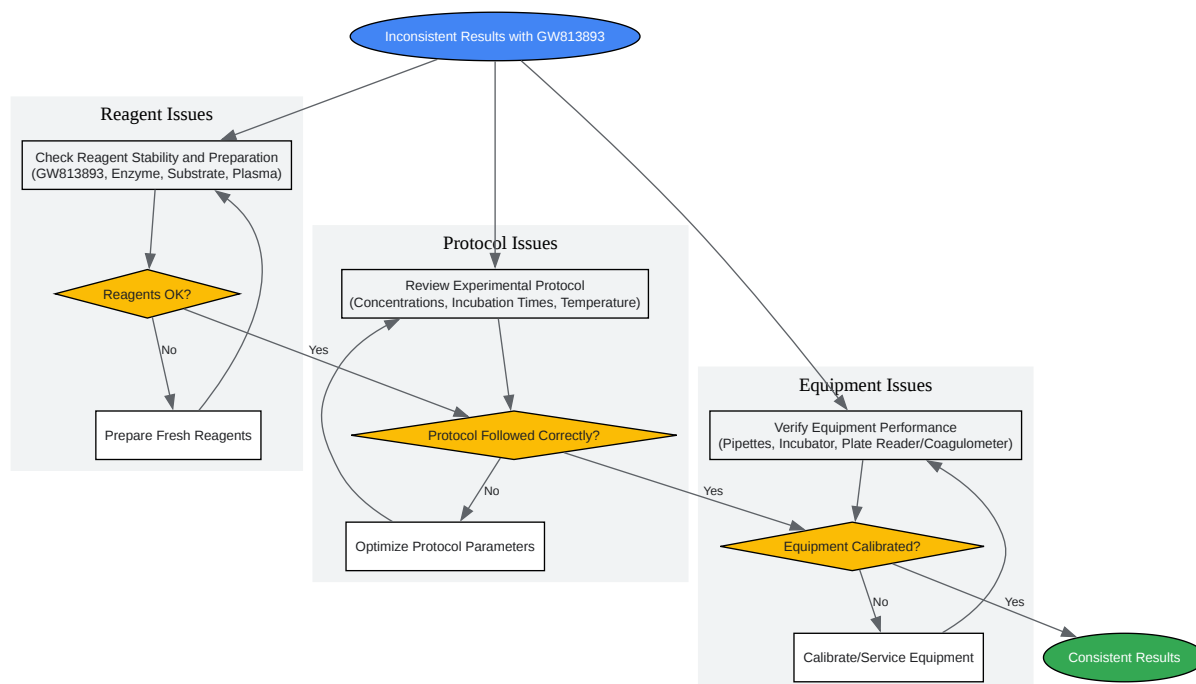 Inconsistent Results with GW813893
Reagent Issues
Check Reagent Stability and Preparation
(GW813893, Enzyme, Substrate, Plasma)
Reagents OK?
No
Yes
Prepare Fresh Reagents
Protocol Issues
Review Experimental Protocol
(Concentrations, Incubation Times, Temperature)
Protocol Followed Correctly?
No
Yes
Optimize Protocol Parameters
Equipment Issues
Verify Equipment Performance
(Pipettes, Incubator, Plate Reader/Coagulometer)
Equipment Calibrated?
No
Yes
Calibrate/Service Equipment
Consistent Results